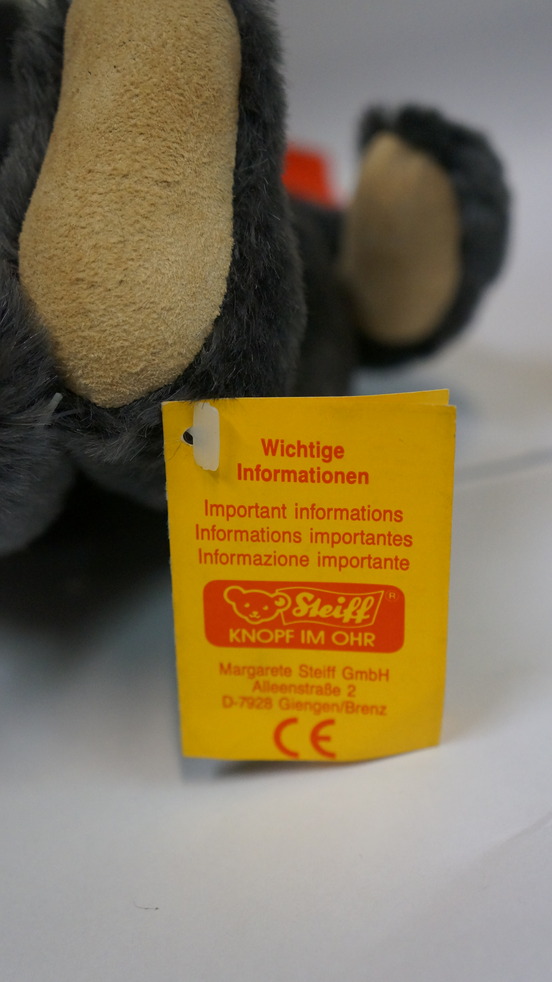 Wichtige
Informationen
Important informations
Informations importantes
Informazione importante
Steiff ®
KNOPF IM OHR
Margarete Steiff GmbH
Alleenstraße 2
D-7928 Giengen/Brenz
CE